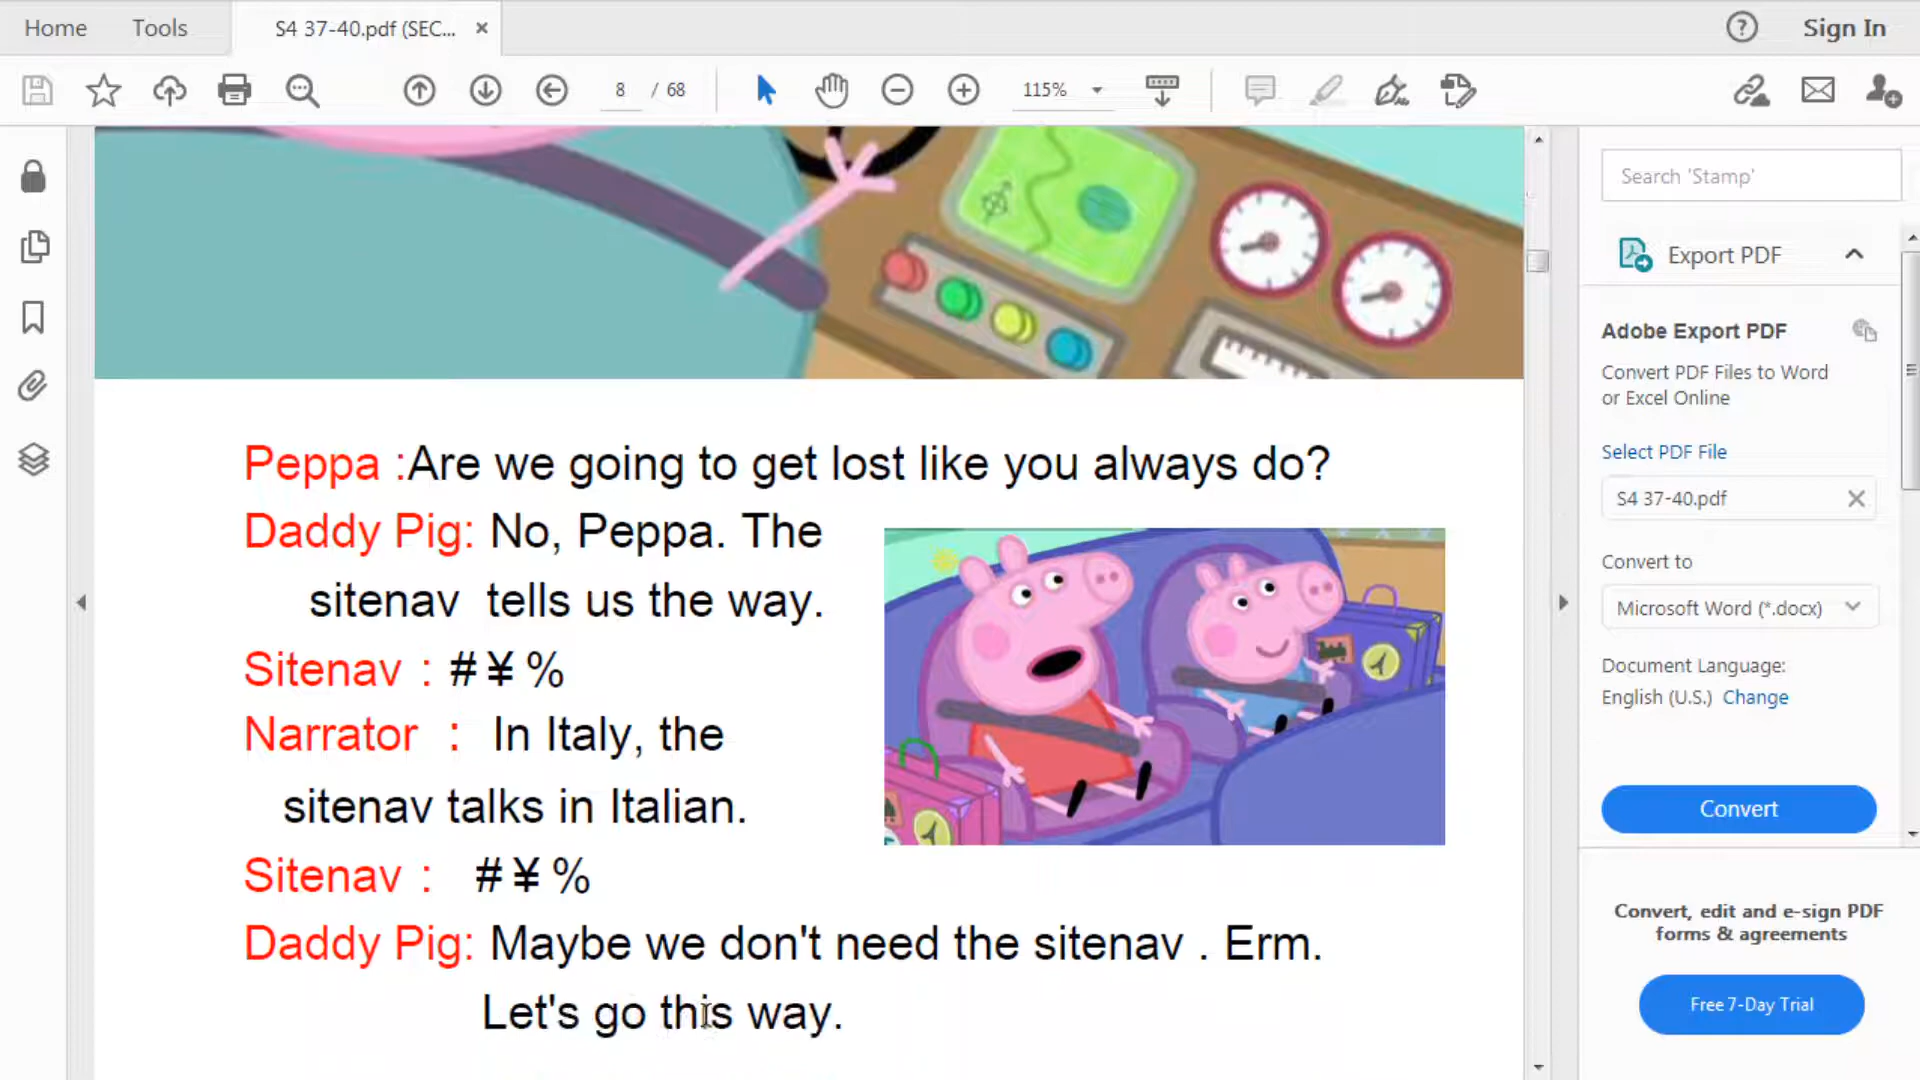 Home Tools S4 37-40.pdf (SEC... Sign In
8 / 68 115%
Peppa :Are we going to get lost like you always do?
Daddy Pig: No, Peppa. The
sitenav tells us the way.
Sitenav : #¥%
Narrator : In Italy, the
sitenav talks in Italian.
Sitenav : #¥%
Daddy Pig: Maybe we don't need the sitenav . Erm.
Let's go this way.
Search 'Stamp'
Export PDF
Adobe Export PDF
Convert PDF Files to Word
or Excel Online
Select PDF File
S4 37-40.pdf
Convert to
Microsoft Word (*.docx)
Document Language:
English (U.S.) Change
Convert
Convert, edit and e-sign PDF
forms & agreements
Free 7-Day Trial